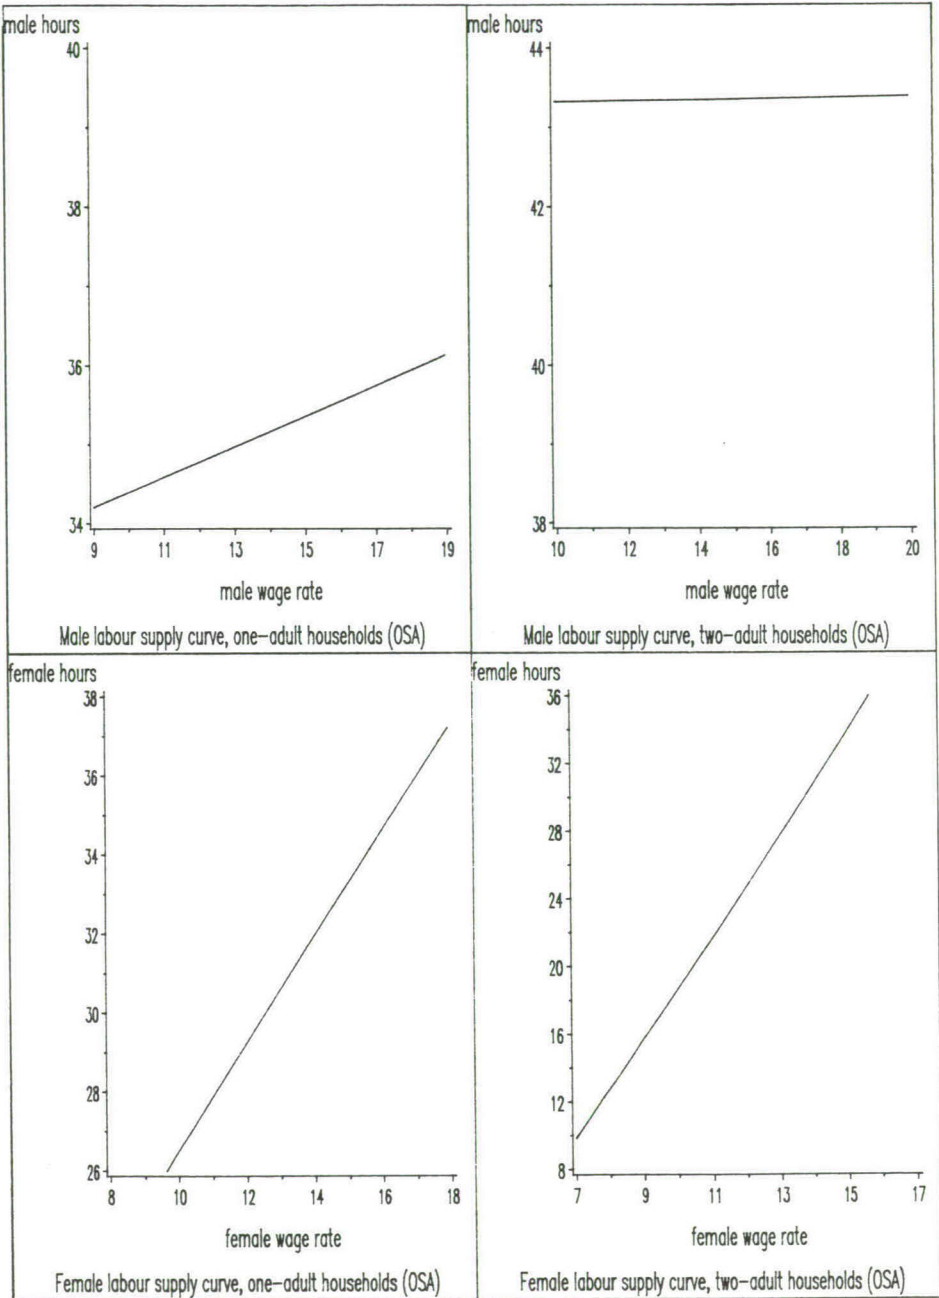 male hours
40
38
36
34
9 11 13 15 17 19
male wage rate
Male labour supply curve, one-adult households (OSA)
male hours
44
42
40
38
10 12 14 16 18 20
male wage rate
Male labour supply curve, two-adult households (OSA)
female hours
38
36
34
32
30
28
26
8 10 12 14 16 18
female wage rate
Female labour supply curve, one-adult households (OSA)
female hours
36
32
28
24
20
16
12
8
7 9 11 13 15 17
female wage rate
Female labour supply curve, two-adult households (OSA)